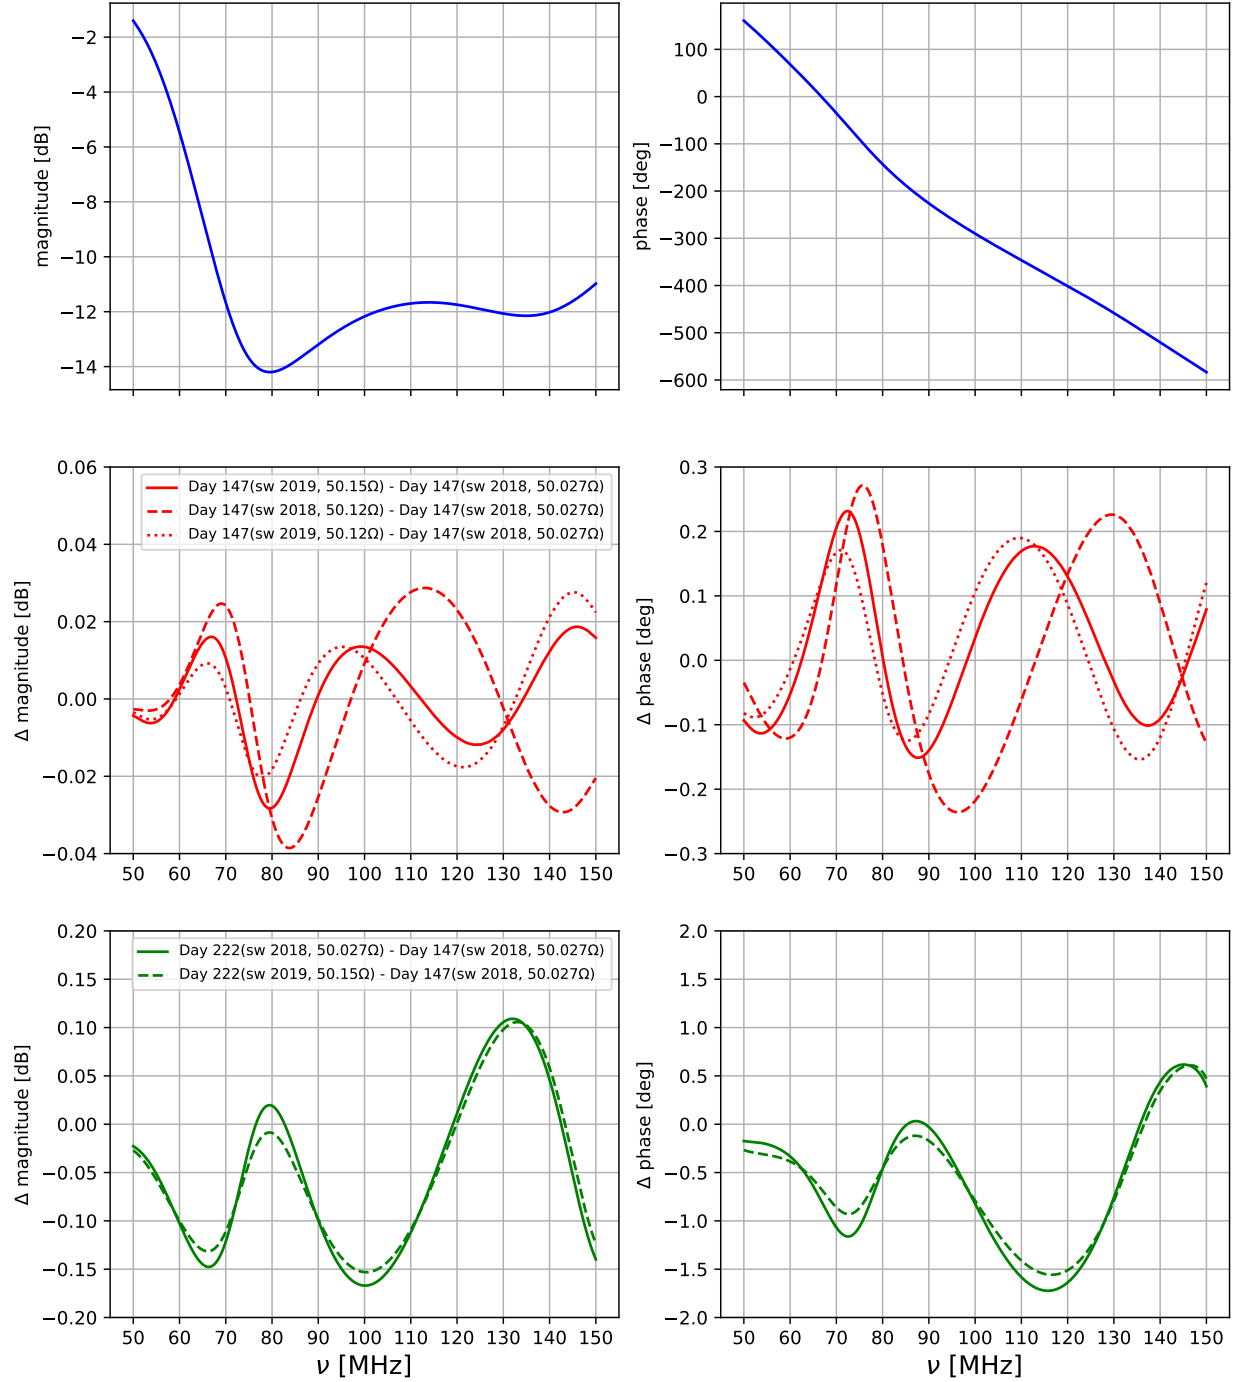 magnitude [dB]
−2
−4
−6
−8
−10
−12
−14
phase [deg]
100
0
−100
−200
−300
−400
−500
−600
Δ magnitude [dB]
0.06
0.04
0.02
0.00
−0.02
−0.04
Day 147(sw 2019, 50.15Ω) - Day 147(sw 2018, 50.027Ω)
Day 147(sw 2018, 50.12Ω) - Day 147(sw 2018, 50.027Ω)
Day 147(sw 2019, 50.12Ω) - Day 147(sw 2018, 50.027Ω)
50 60 70 80 90 100 110 120 130 140 150
Δ phase [deg]
0.3
0.2
0.1
0.0
−0.1
−0.2
−0.3
50 60 70 80 90 100 110 120 130 140 150
Δ magnitude [dB]
0.20
0.15
0.10
0.05
0.00
−0.05
−0.10
−0.15
−0.20
Day 222(sw 2018, 50.027Ω) - Day 147(sw 2018, 50.027Ω)
Day 222(sw 2019, 50.15Ω) - Day 147(sw 2018, 50.027Ω)
50 60 70 80 90 100 110 120 130 140 150
ν [MHz]
Δ phase [deg]
2.0
1.5
1.0
0.5
0.0
−0.5
−1.0
−1.5
−2.0
50 60 70 80 90 100 110 120 130 140 150
ν [MHz]